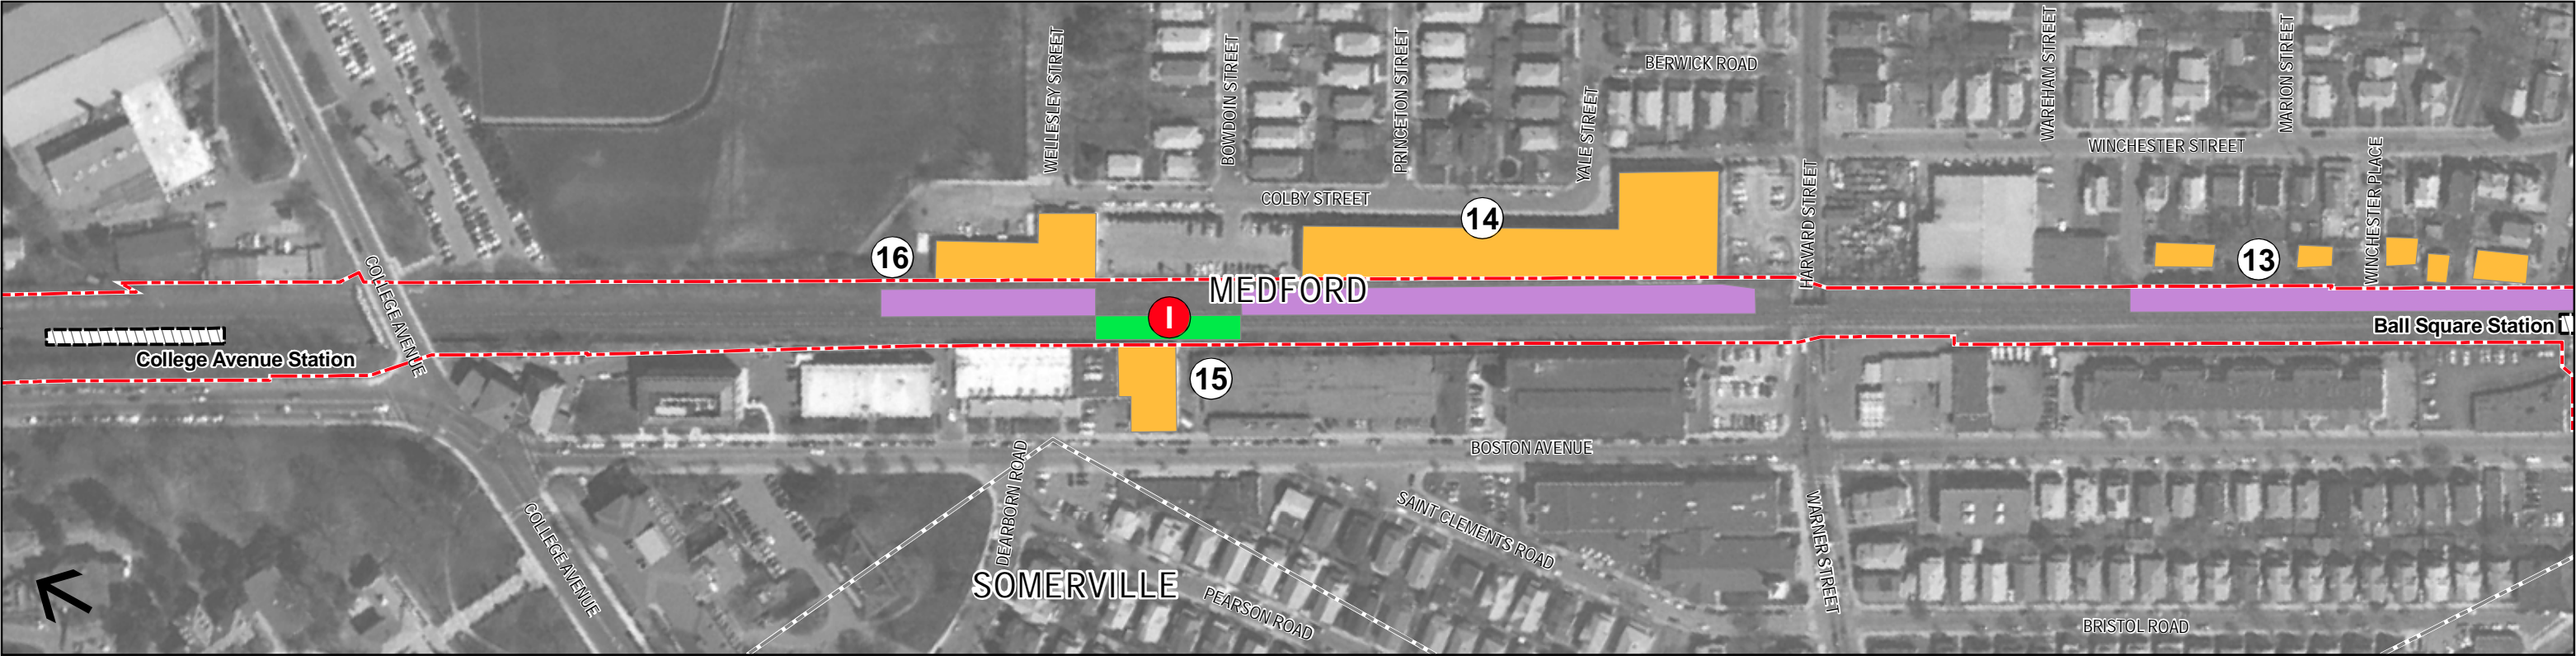 WELLESLEY STREET
BOWDOIN STREET
PRINCETON STREET
YALE STREET
BERWICK ROAD
WAREHAM STREET
MARION STREET
WINCHESTER STREET
WINCHESTER PLACE
HARVARD STREET
COLBY STREET
14
16
13
MEDFORD
I
COLLEGE AVENUE
College Avenue Station
Ball Square Station
15
BOSTON AVENUE
DEARBORN ROAD
COLLEGE AVENUE
SAINT CLEMENTS ROAD
WARNER STREET
SOMERVILLE
PEARSON ROAD
BRISTOL ROAD